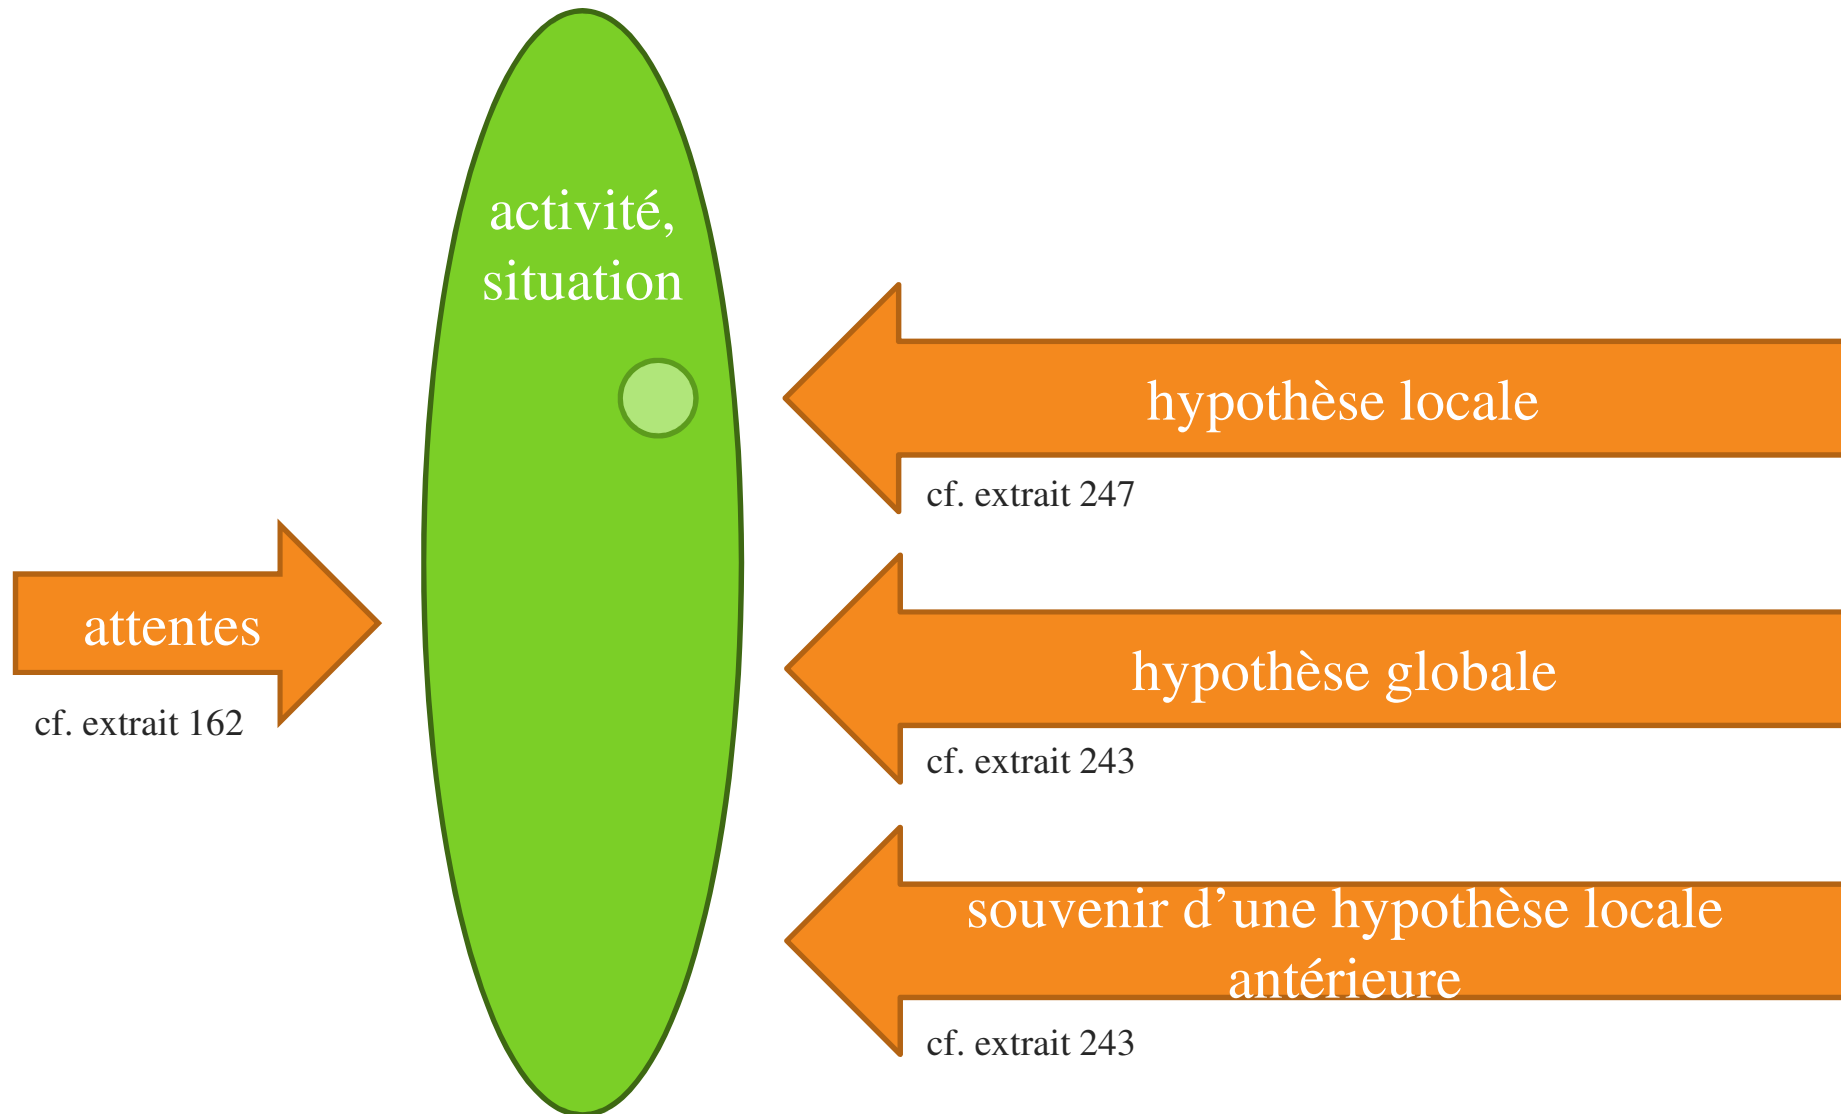 activité,
situation
hypothèse locale
cf. extrait 247
attentes
cf. extrait 162
hypothèse globale
cf. extrait 243
souvenir d’une hypothèse locale
antérieure
cf. extrait 243